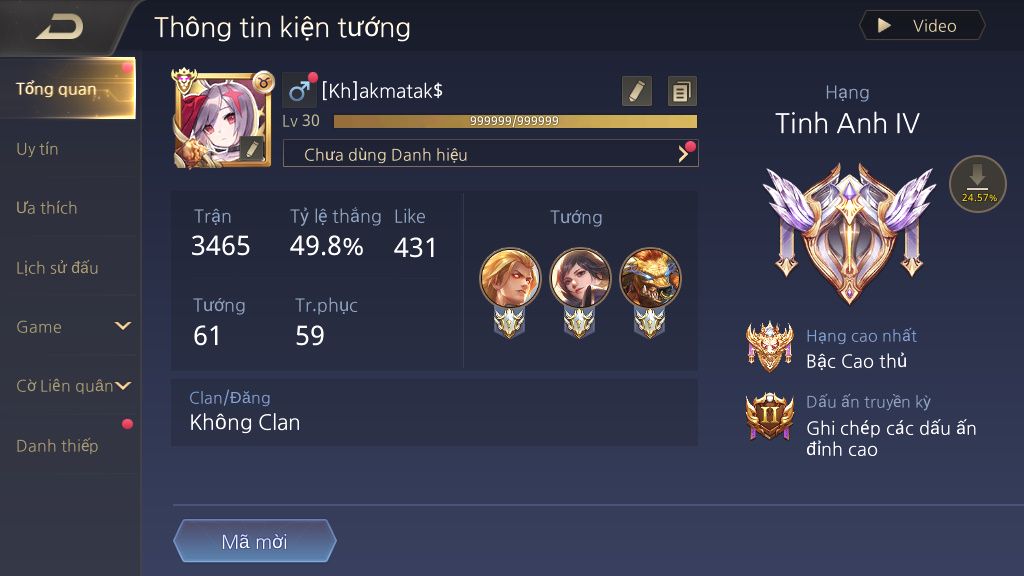 Thông tin kiện tướng
Video
Tổng quan
Uy tín
Ưa thích
Lịch sử đấu
Game
Cờ Liên quân
Danh thiếp
[Kh]akmatak$
Lv 30
999999/999999
Chưa dùng Danh hiệu
Trận
Tỷ lệ thắng
Like
3465
49.8%
431
Tướng
Tr.phục
61
59
Tướng
Clan/Đăng
Không Clan
Hạng
Tinh Anh IV
24.57%
Hạng cao nhất
Bậc Cao thủ
II
Dấu ấn truyền kỳ
Ghi chép các dấu ấn
đỉnh cao
Mã mời